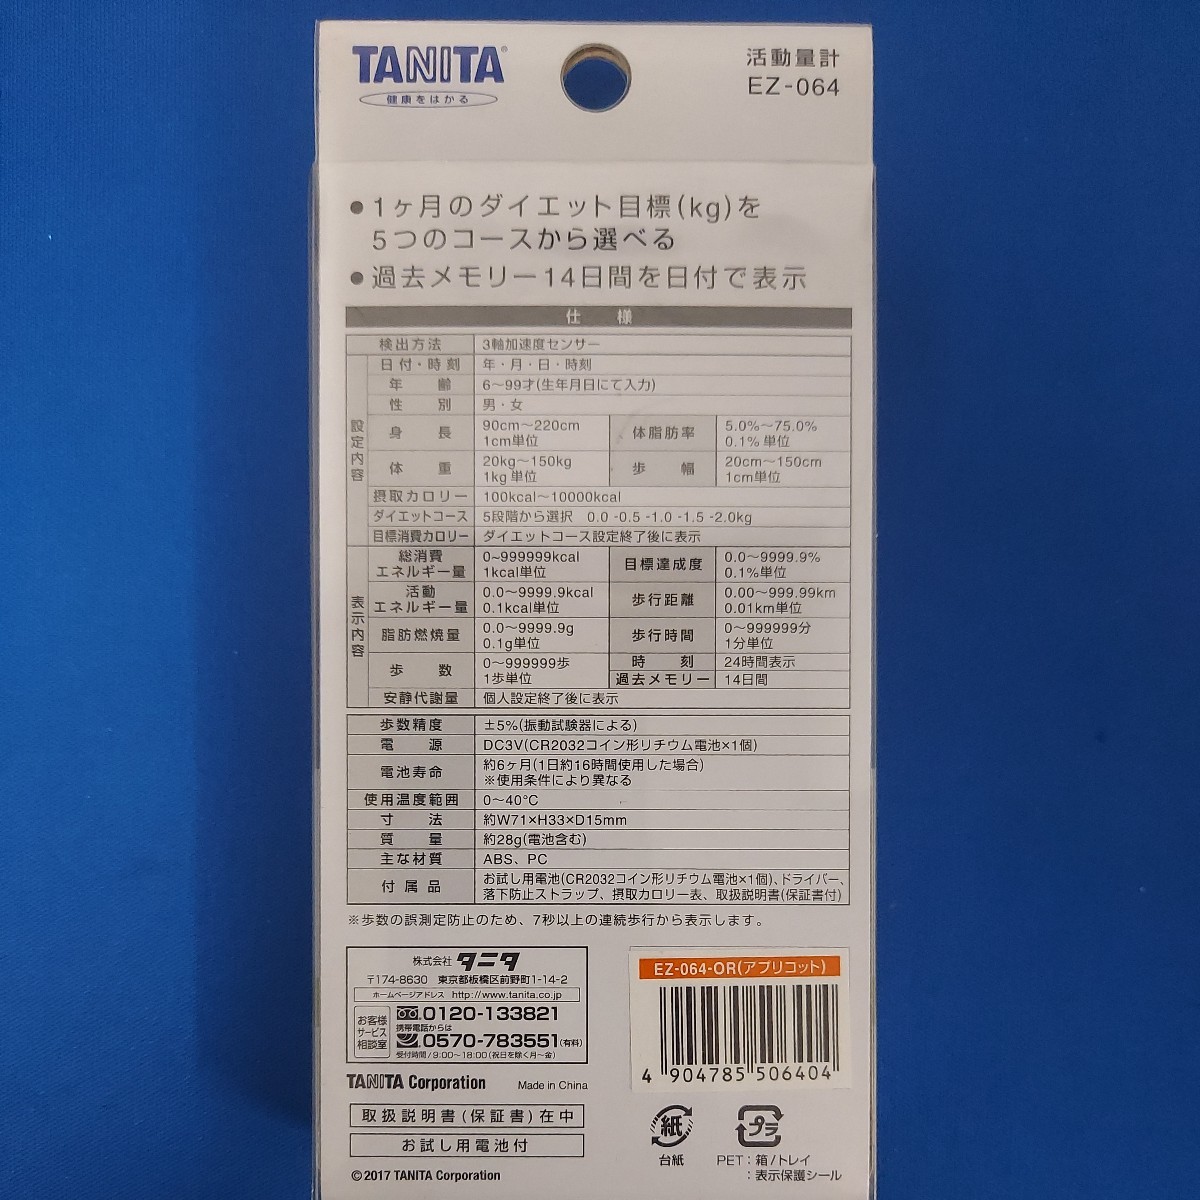 TANITA®
健康をはかる
活動量計
EZ-064
●1ヶ月のダイエット目標(kg)を
5つのコースから選べる
●過去メモリー14日間を日付で表示
仕 様
検出方法 3軸加速度センサー
設定内容
日付・時刻 年・月・日・時刻
年 齢 6～99才(生年月日にて入力)
性 別 男・女
身 長 90cm～220cm 1cm単位 体脂肪率 5.0%～75.0% 0.1%単位
体 重 20kg～150kg 1kg単位 歩 幅 20cm～150cm 1cm単位
摂取カロリー 100kcal～10000kcal
ダイエットコース 5段階から選択 0.0 -0.5 -1.0 -1.5 -2.0kg
目標消費カロリー ダイエットコース設定終了後に表示
表示内容
総消費エネルギー量 0~999999kcal 1kcal単位 目標達成度 0.0～9999.9% 0.1%単位
活動エネルギー量 0.0～9999.9kcal 0.1kcal単位 歩行距離 0.00～999.99km 0.01km単位
脂肪燃焼量 0.0～9999.9g 0.1g単位 歩行時間 0～999999分 1分単位
歩 数 0～999999歩 1歩単位 時 刻 24時間表示
過去メモリー 14日間
安静代謝量 個人設定終了後に表示
歩数精度 ±5%(振動試験器による)
電 源 DC3V(CR2032コイン形リチウム電池×1個)
電池寿命 約6ヶ月(1日約16時間使用した場合)
※使用条件により異なる
使用温度範囲 0～40℃
寸 法 約W71×H33×D15mm
質 量 約28g(電池含む)
主な材質 ABS、PC
付属品 お試し用電池(CR2032コイン形リチウム電池×1個)、ドライバー、
落下防止ストラップ、摂取カロリー表、取扱説明書(保証書付)
※歩数の誤測定防止のため、7秒以上の連続歩行から表示します。
株式会社 タニタ
〒174-8630 東京都板橋区前野町1-14-2
ホームページアドレス http://www.tanita.co.jp
お客様サービス相談室
0120-133821
携帯電話からは
0570-783551(有料)
受付時間/9:00～18:00(祝日を除く月～金)
TANITA Corporation Made in China
取扱説明書(保証書)在中
お試し用電池付
©2017 TANITA Corporation
EZ-064-OR(アプリコット)
4 904785 506404
紙
台紙
プラ
PET：箱/トレイ
：表示保護シール